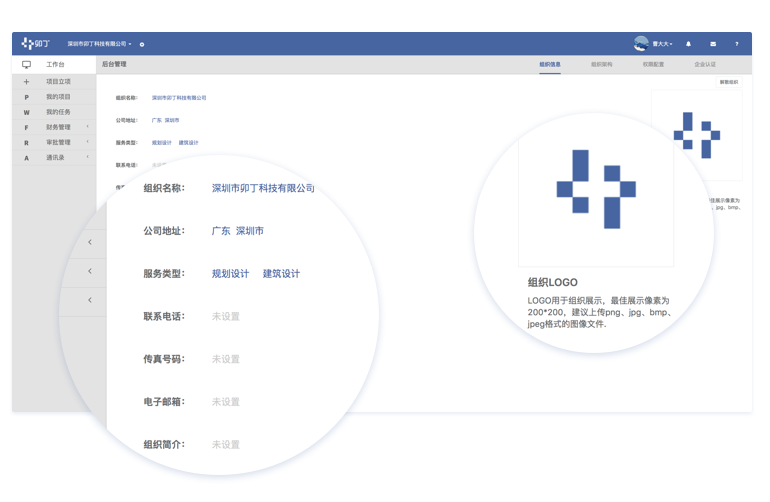 卯丁 深圳市卯丁科技有限公司 曹大大 ?
工作台 后台管理 组织信息 组织架构 权限配置 企业认证
+ 项目立项
P 我的项目
W 我的任务
F 财务管理
R 审批管理
A 通讯录
解散组织
组织名称: 深圳市卯丁科技有限公司
公司地址: 广东 深圳市
服务类型: 规划设计 建筑设计
联系电话:
组织名称: 深圳市卯丁科技有限公司
公司地址: 广东 深圳市
服务类型: 规划设计 建筑设计
联系电话: 未设置
传真号码: 未设置
电子邮箱: 未设置
组织简介: 未设置
组织LOGO
LOGO用于组织展示，最佳展示像素为
200*200，建议上传png、jpg、bmp、
jpeg格式的图像文件.
佳展示像素为
jpg、bmp、